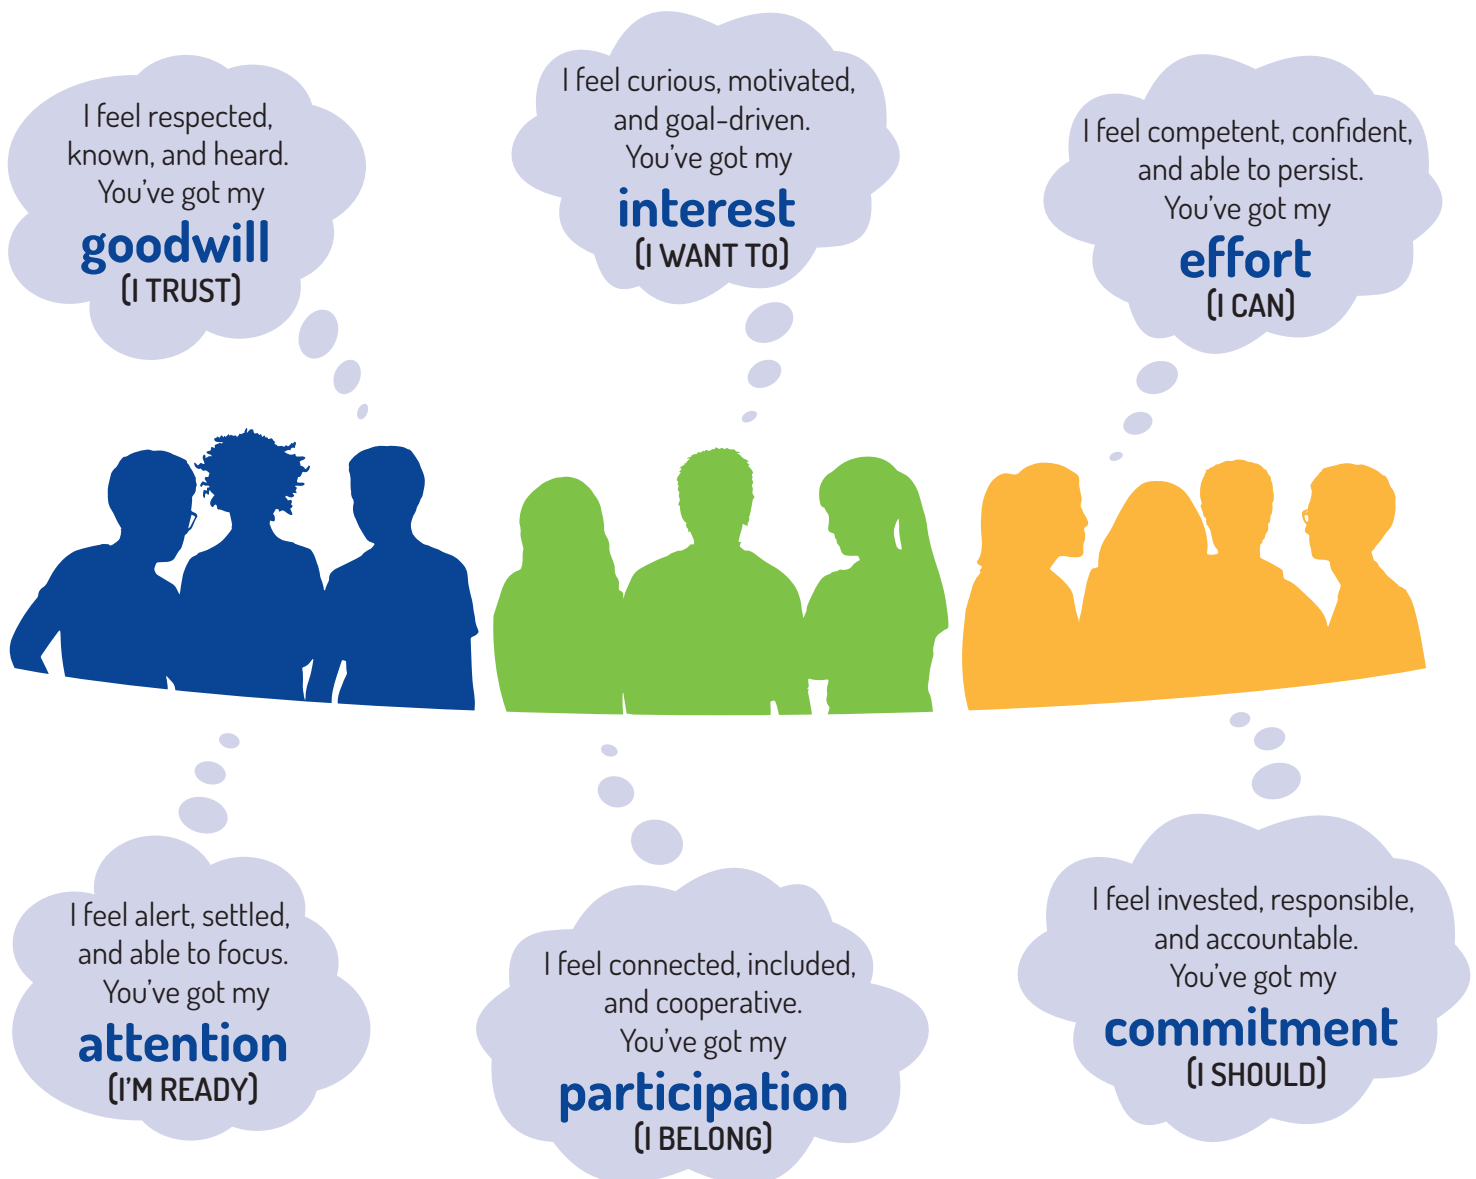 I feel respected,
known, and heard.
You’ve got my
goodwill
(I TRUST)
I feel curious, motivated,
and goal-driven.
You’ve got my
interest
(I WANT TO)
I feel competent, confident,
and able to persist.
You’ve got my
effort
(I CAN)
I feel alert, settled,
and able to focus.
You’ve got my
attention
(I’M READY)
I feel connected, included,
and cooperative.
You’ve got my
participation
(I BELONG)
I feel invested, responsible,
and accountable.
You’ve got my
commitment
(I SHOULD)